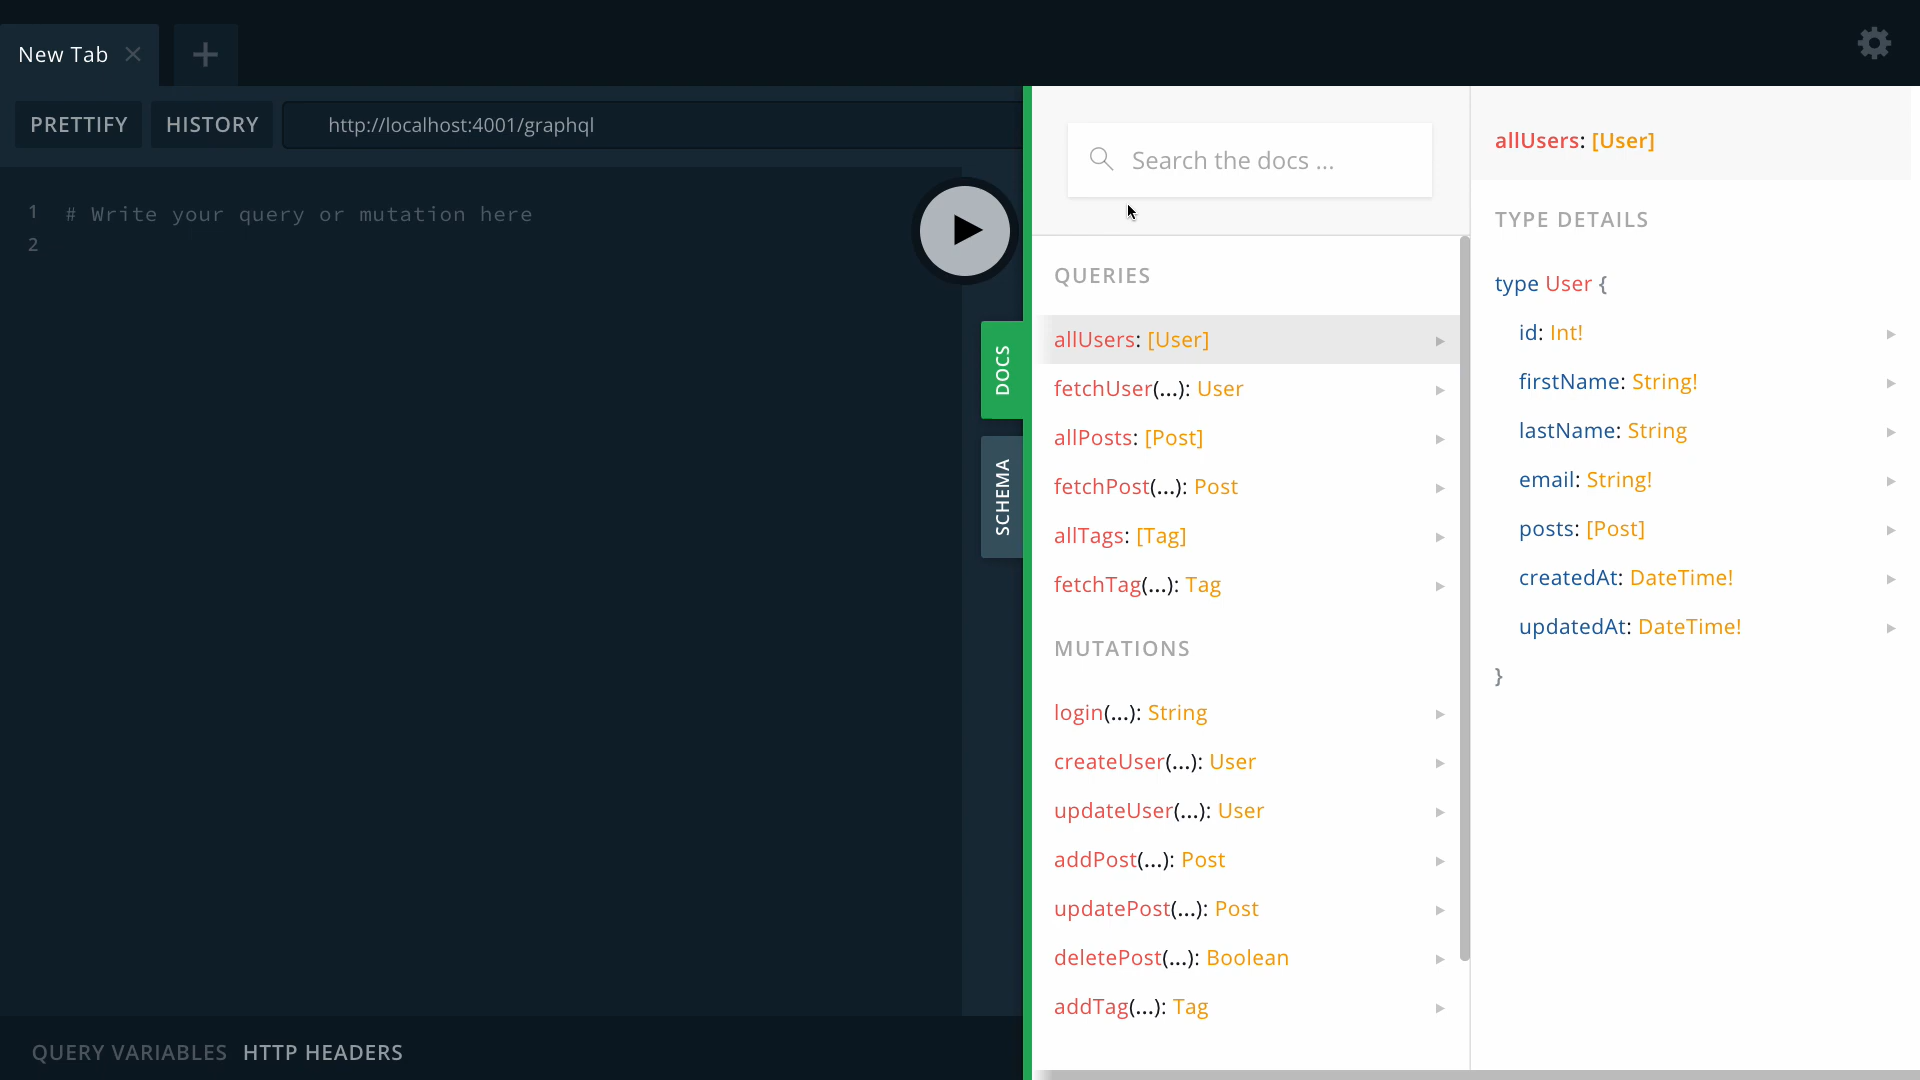 New Tab
PRETTIFY
HISTORY
http://localhost:4001/graphql
1 # Write your query or mutation here
2
DOCS
SCHEMA
QUERY VARIABLES
HTTP HEADERS
Search the docs ...
QUERIES
allUsers: [User]
fetchUser(...): User
allPosts: [Post]
fetchPost(...): Post
allTags: [Tag]
fetchTag(...): Tag
MUTATIONS
login(...): String
createUser(...): User
updateUser(...): User
addPost(...): Post
updatePost(...): Post
deletePost(...): Boolean
addTag(...): Tag
allUsers: [User]
TYPE DETAILS
type User {
id: Int!
firstName: String!
lastName: String
email: String!
posts: [Post]
createdAt: DateTime!
updatedAt: DateTime!
}